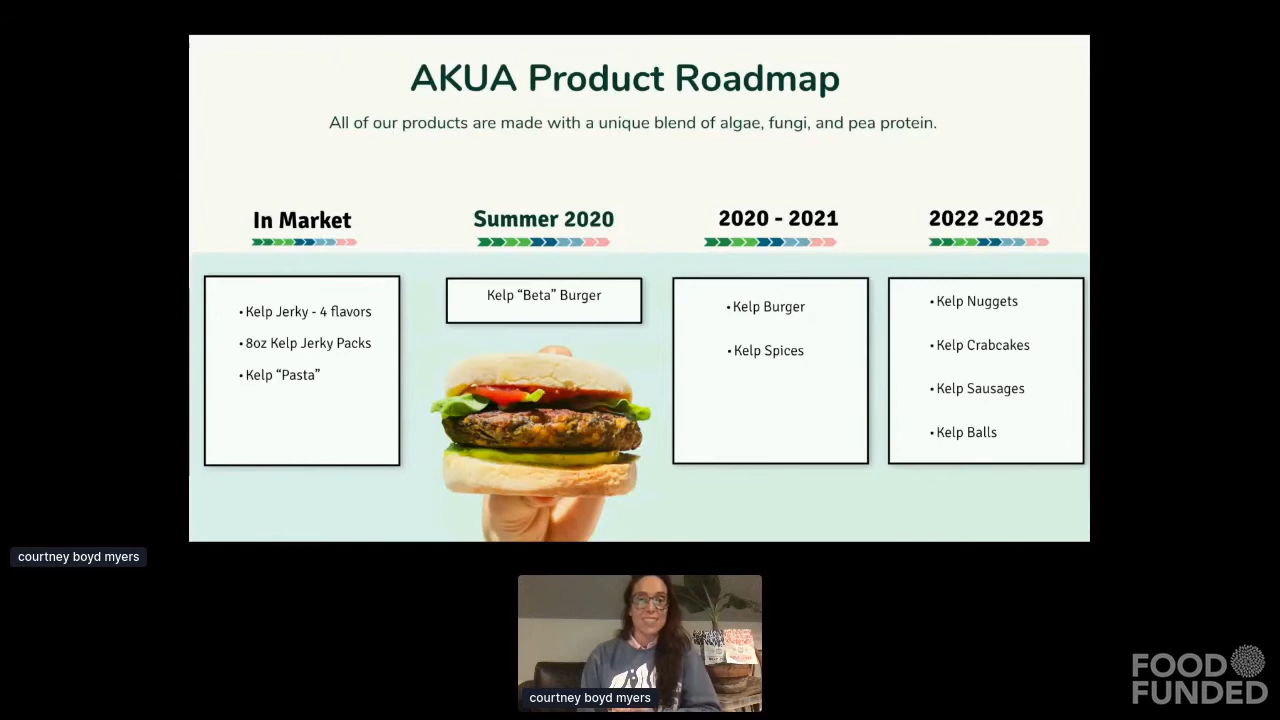 AKUA Product Roadmap
All of our products are made with a unique blend of algae, fungi, and pea protein.
In Market
Summer 2020
2020 - 2021
2022 -2025
• Kelp Jerky - 4 flavors
• 8oz Kelp Jerky Packs
• Kelp “Pasta”
Kelp “Beta” Burger
• Kelp Burger
• Kelp Spices
• Kelp Nuggets
• Kelp Crabcakes
• Kelp Sausages
• Kelp Balls
courtney boyd myers
courtney boyd myers
FOOD
FUNDED